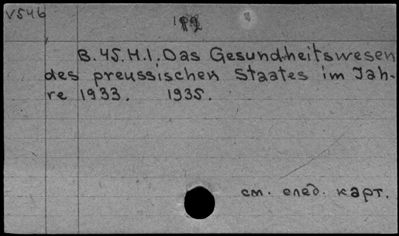 V546
B. 45. H. 1. Das Gesundheitswesen
des preussischen Staates im Jah-
re 1933. 1935.
см. след. карт.